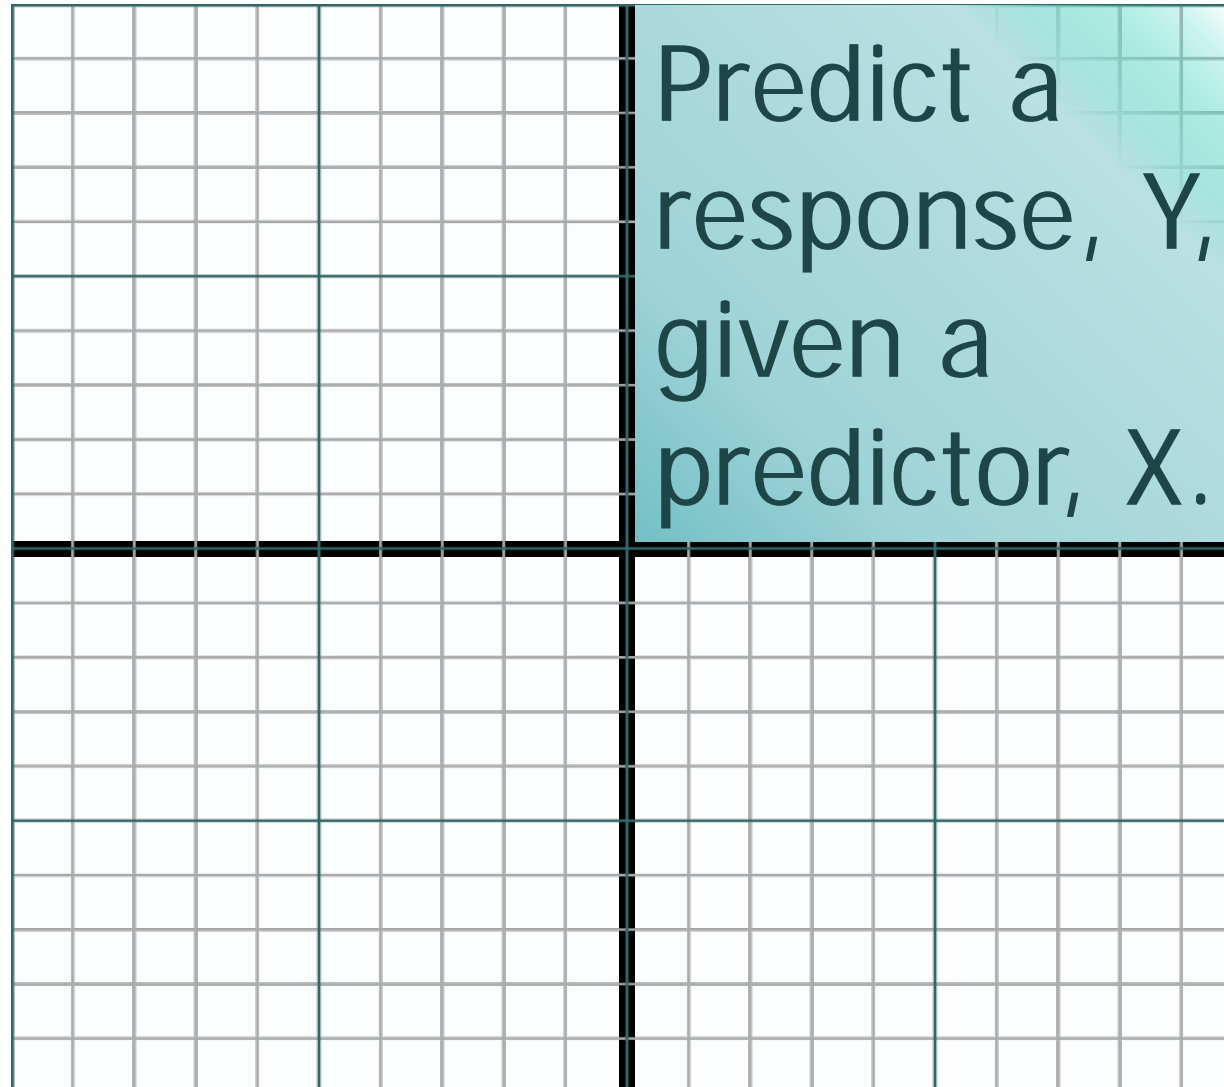 Predict a
response, Y,
given a
predictor, X.